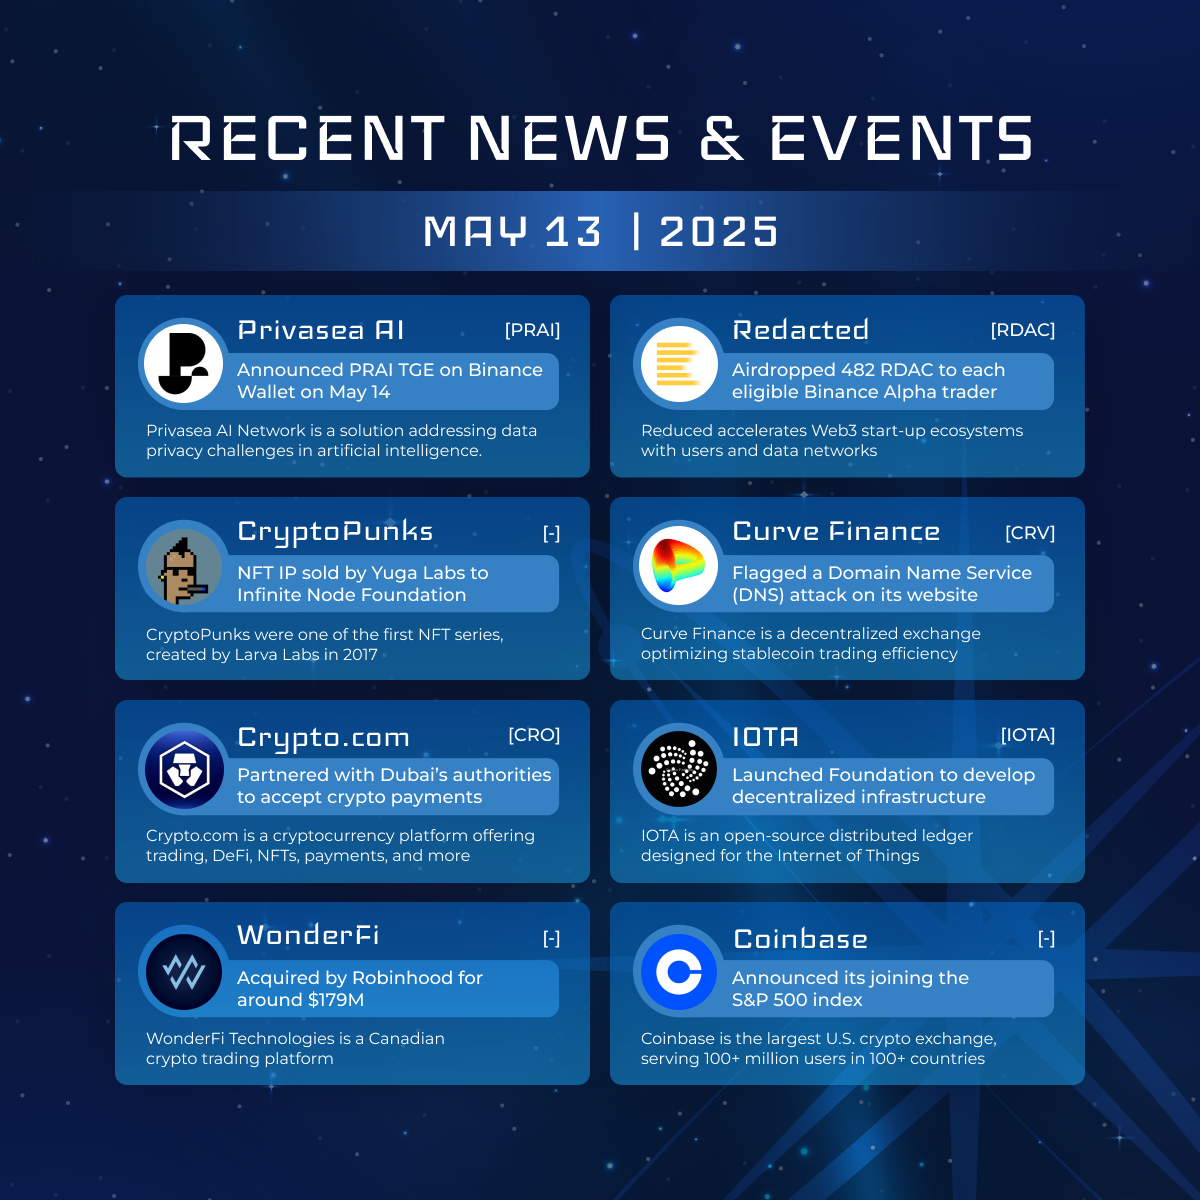 RECENT NEWS & EVENTS
MAY 13 | 2025
Privasea AI [PRAI]
Announced PRAI TGE on Binance
Wallet on May 14
Privasea AI Network is a solution addressing data
privacy challenges in artificial intelligence.
Redacted [RDAC]
Airdropped 482 RDAC to each
eligible Binance Alpha trader
Reduced accelerates Web3 start-up ecosystems
with users and data networks
CryptoPunks [-]
NFT IP sold by Yuga Labs to
Infinite Node Foundation
CryptoPunks were one of the first NFT series,
created by Larva Labs in 2017
Curve Finance [CRV]
Flagged a Domain Name Service
(DNS) attack on its website
Curve Finance is a decentralized exchange
optimizing stablecoin trading efficiency
Crypto.com [CRO]
Partnered with Dubai’s authorities
to accept crypto payments
Crypto.com is a cryptocurrency platform offering
trading, DeFi, NFTs, payments, and more
IOTA [IOTA]
Launched Foundation to develop
decentralized infrastructure
IOTA is an open-source distributed ledger
designed for the Internet of Things
WonderFi [-]
Acquired by Robinhood for
around $179M
WonderFi Technologies is a Canadian
crypto trading platform
Coinbase [-]
Announced its joining the
S&P 500 index
Coinbase is the largest U.S. crypto exchange,
serving 100+ million users in 100+ countries